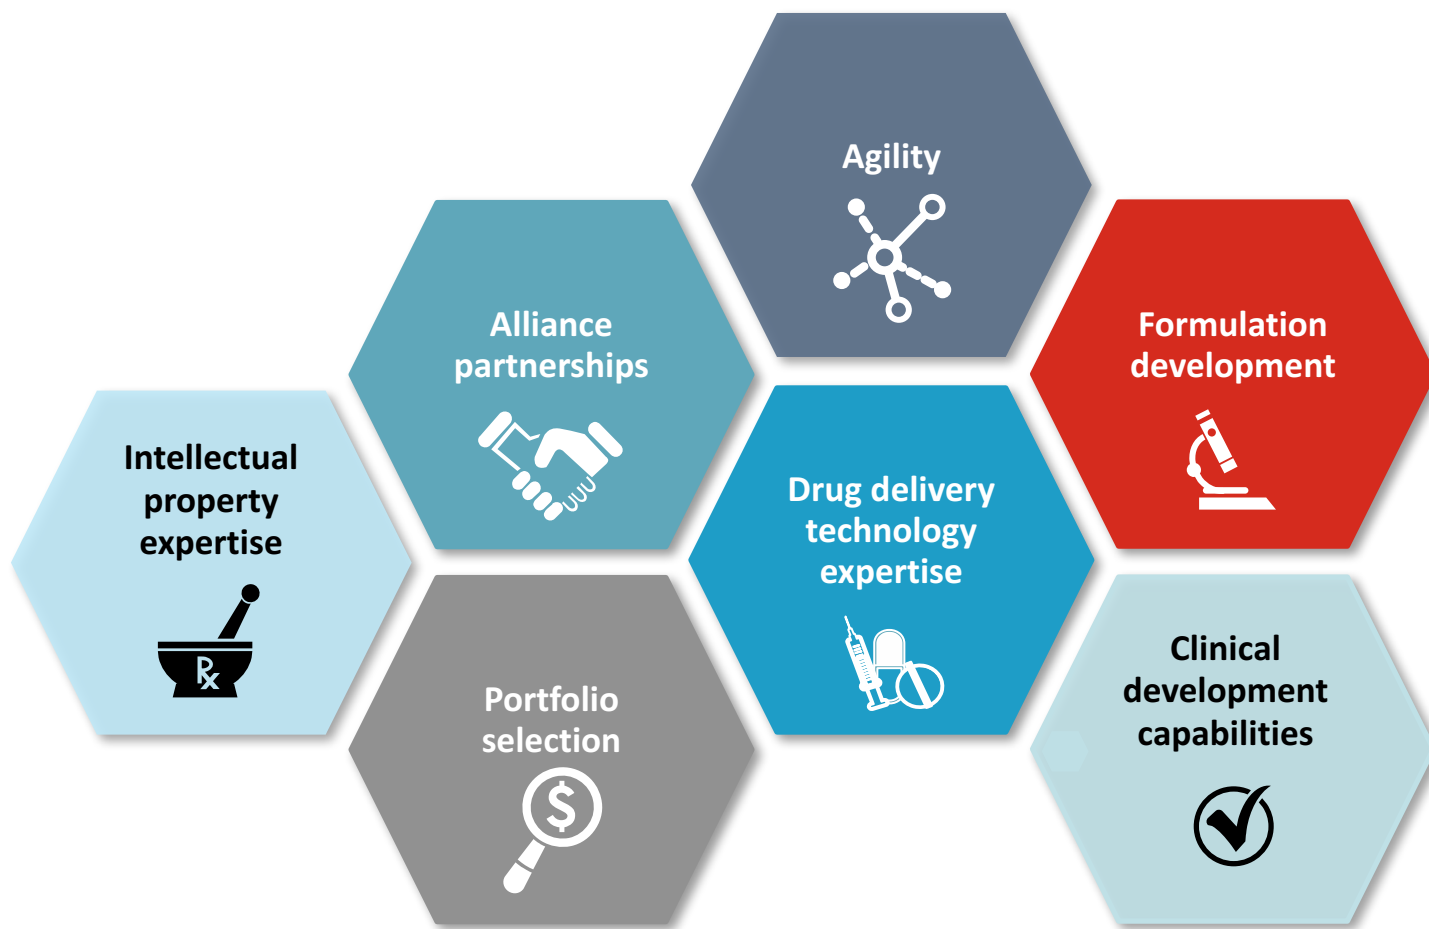 Agility
Alliance
partnerships
Formulation
development
Intellectual
property
expertise
Rx
Drug delivery
technology
expertise
Portfolio
selection
$
Clinical
development
capabilities